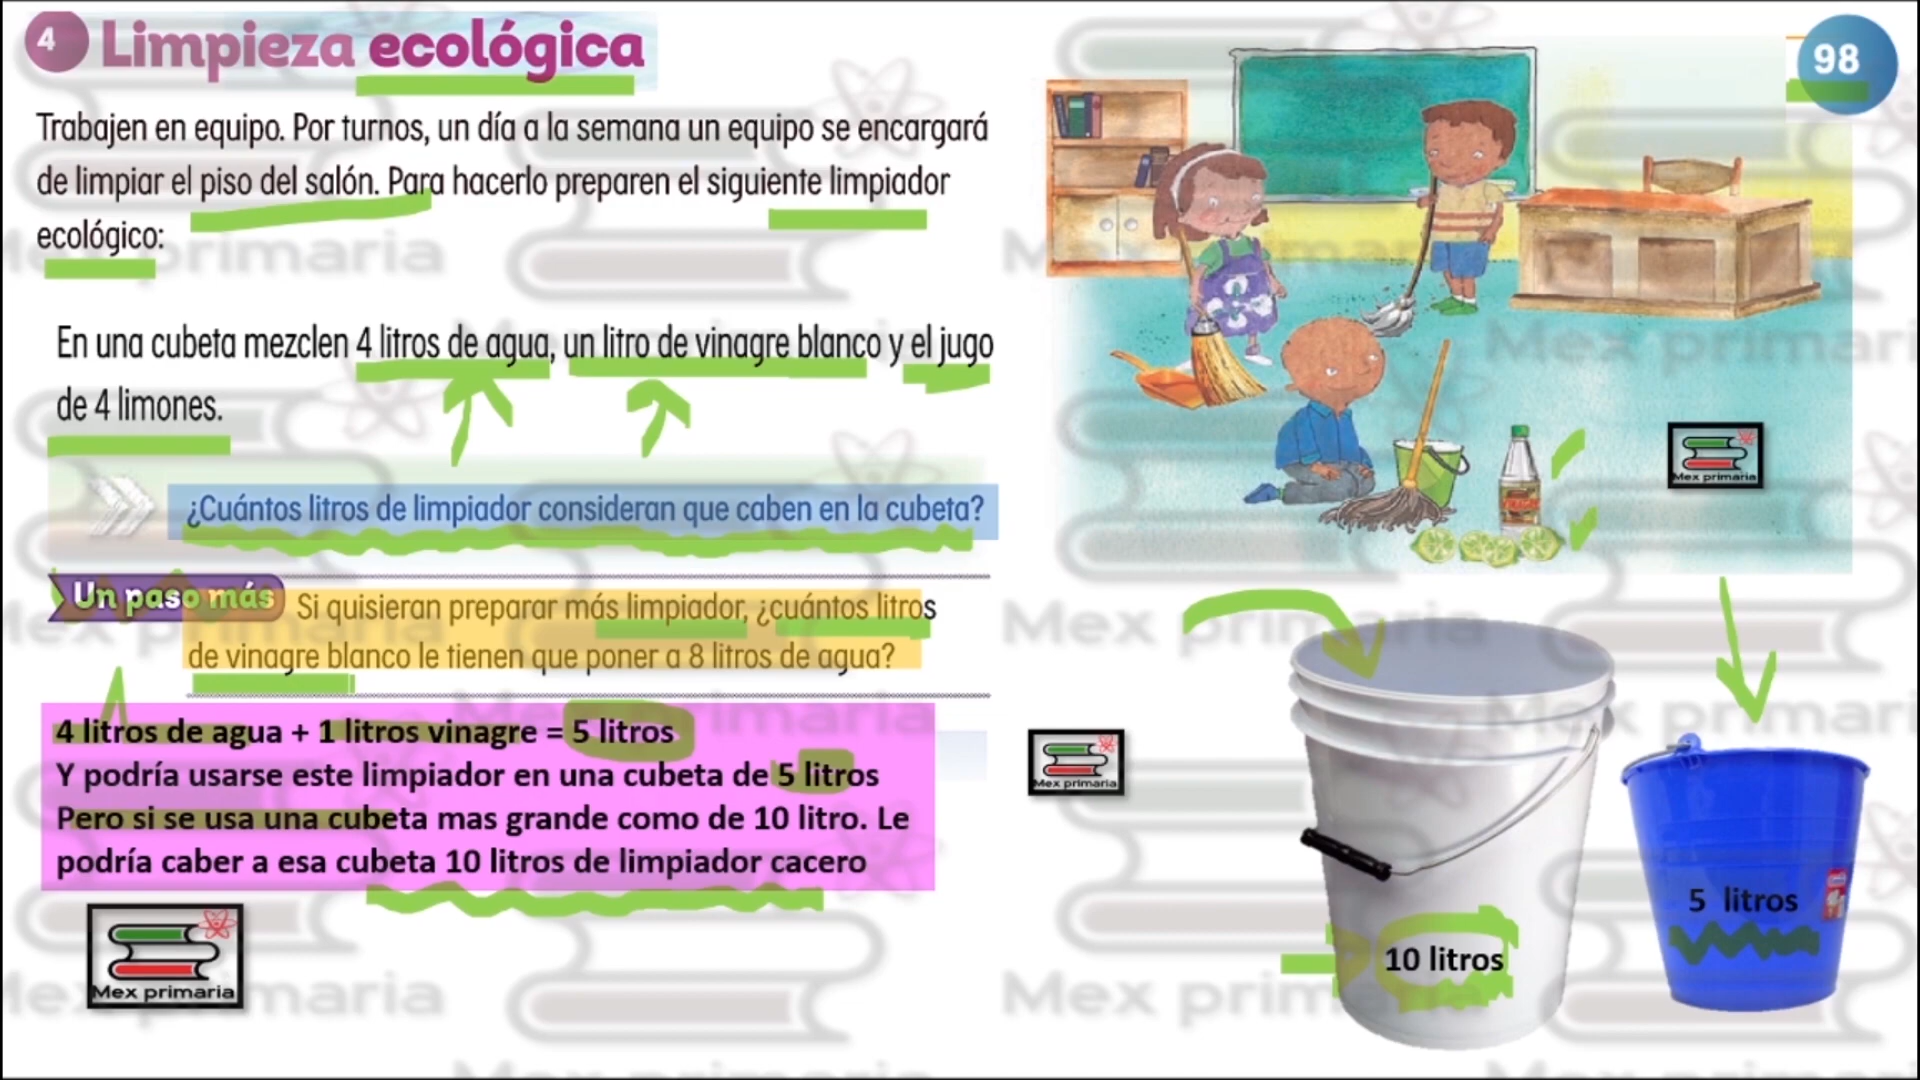 4 Limpieza ecológica
98
Trabajen en equipo. Por turnos, un día a la semana un equipo se encargará
de limpiar el piso del salón. Para hacerlo preparen el siguiente limpiador
ecológico:
En una cubeta mezclen 4 litros de agua, un litro de vinagre blanco y el jugo
de 4 limones.
¿Cuántos litros de limpiador consideran que caben en la cubeta?
Un paso más Si quisieran preparar más limpiador, ¿cuántos litros
de vinagre blanco le tienen que poner a 8 litros de agua?
4 litros de agua + 1 litros vinagre = 5 litros
Y podría usarse este limpiador en una cubeta de 5 litros
Pero si se usa una cubeta mas grande como de 10 litro. Le
podría caber a esa cubeta 10 litros de limpiador cacero
Mex primaria
Mex primaria
Mex primaria
10 litros
5 litros